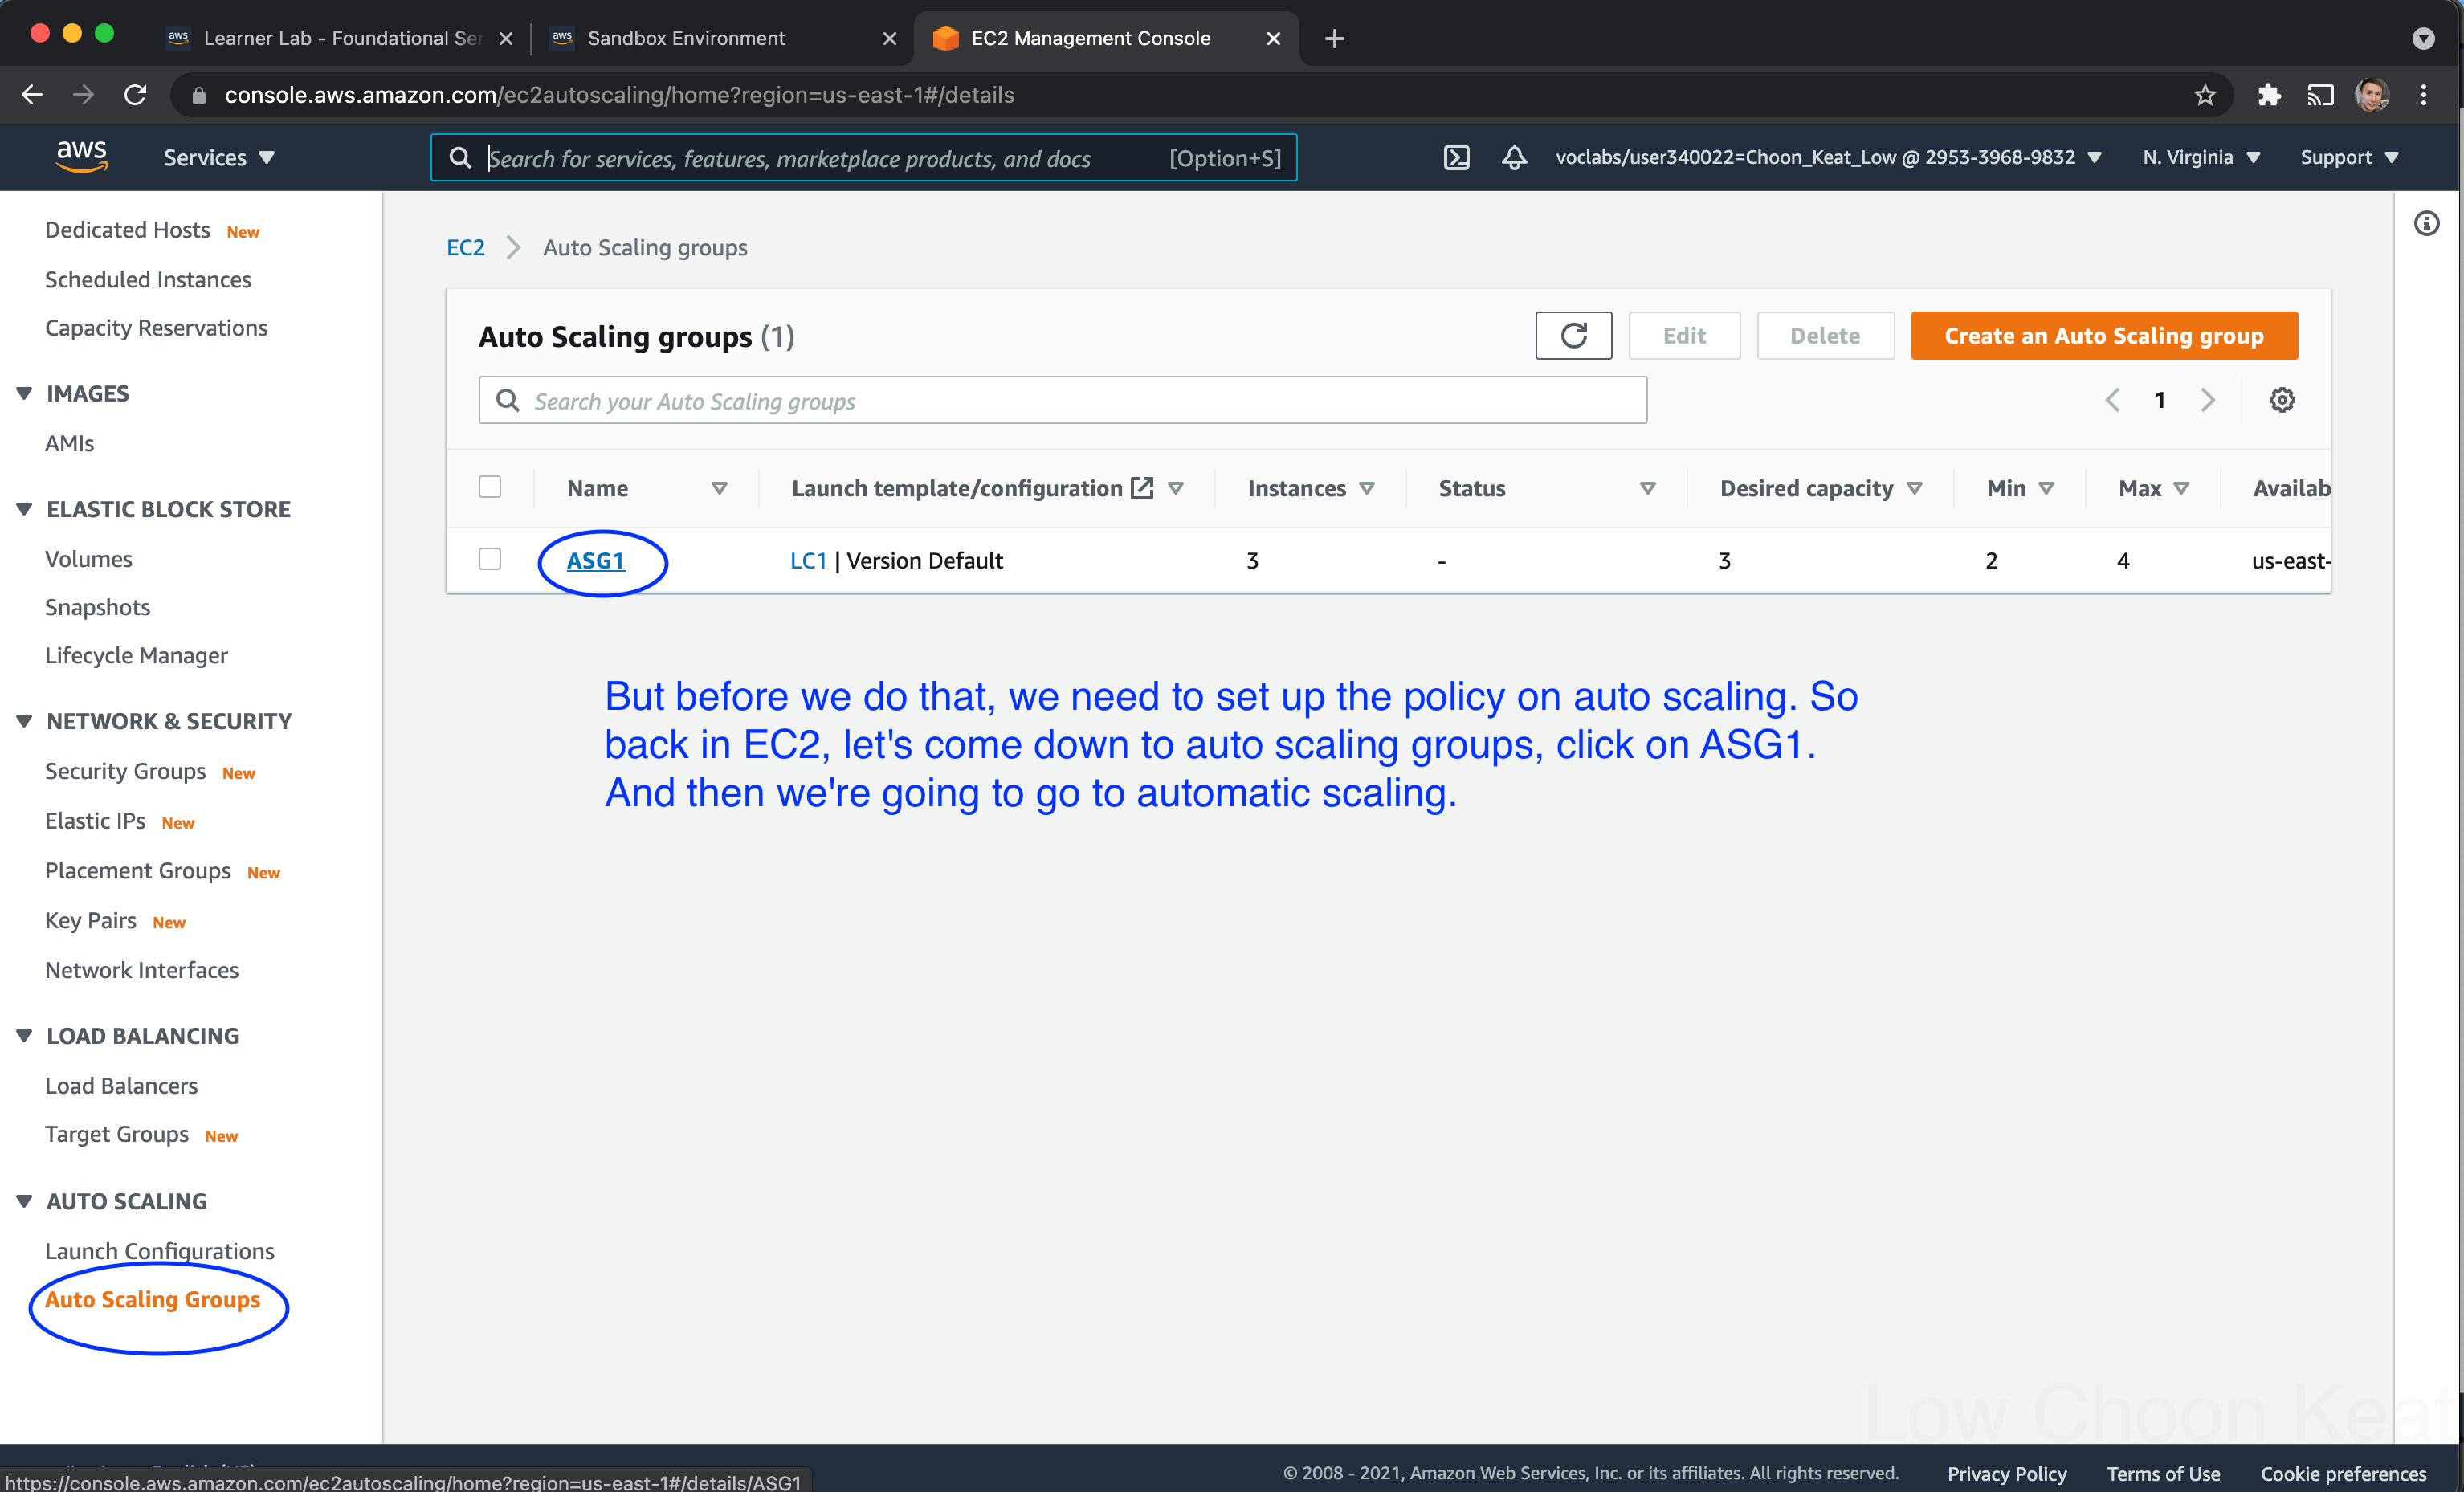 aws Learner Lab - Foundational Ser
aws Sandbox Environment
EC2 Management Console
console.aws.amazon.com/ec2autoscaling/home?region=us-east-1#/details
aws
Services
Search for services, features, marketplace products, and docs [Option+S]
voclabs/user340022=Choon_Keat_Low @ 2953-3968-9832
N. Virginia
Support
Dedicated Hosts New
Scheduled Instances
Capacity Reservations
IMAGES
AMIs
ELASTIC BLOCK STORE
Volumes
Snapshots
Lifecycle Manager
NETWORK & SECURITY
Security Groups New
Elastic IPs New
Placement Groups New
Key Pairs New
Network Interfaces
LOAD BALANCING
Load Balancers
Target Groups New
AUTO SCALING
Launch Configurations
Auto Scaling Groups
EC2 > Auto Scaling groups
Auto Scaling groups (1)
Edit
Delete
Create an Auto Scaling group
Search your Auto Scaling groups
1
Name Launch template/configuration Instances Status Desired capacity Min Max Availab
ASG1 LC1 | Version Default 3 - 3 2 4 us-east-
But before we do that, we need to set up the policy on auto scaling. So
back in EC2, let's come down to auto scaling groups, click on ASG1.
And then we're going to go to automatic scaling.
Low Choon Keat
© 2008 - 2021, Amazon Web Services, Inc. or its affiliates. All rights reserved.
Privacy Policy
Terms of Use
Cookie preferences
https://console.aws.amazon.com/ec2autoscaling/home?region=us-east-1#/details/ASG1